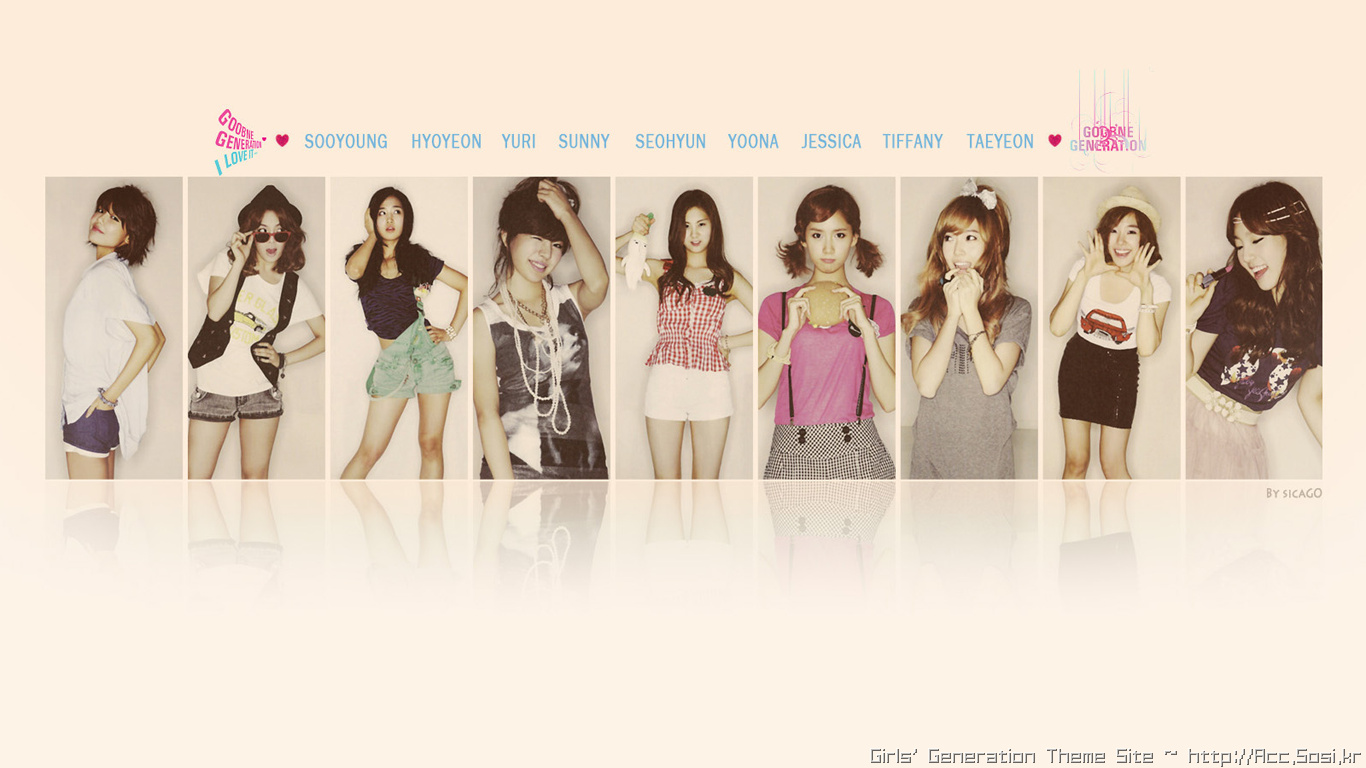 GOOBNE
GENERATION
I LOVE IT~
SOOYOUNG HYOYEON YURI SUNNY SEOHYUN YOONA JESSICA TIFFANY TAEYEON
GOOBNE
GENERATION
By sicaGO
Girls' Generation Theme Site ~ http://Acc.Sosi.kr